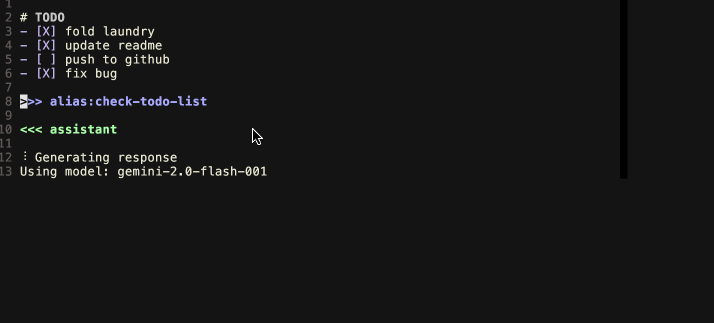 1
2 # TODO
3 - [X] fold laundry
4 - [X] update readme
5 - [ ] push to github
6 - [X] fix bug
7
8 >>> alias:check-todo-list
9
10 <<< assistant
11
12 ⠸ Generating response
13 Using model: gemini-2.0-flash-001